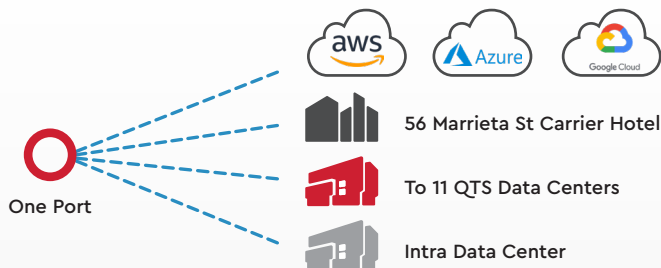 aws
Azure
Google Cloud
56 Marrieta St Carrier Hotel
To 11 QTS Data Centers
One Port
Intra Data Center